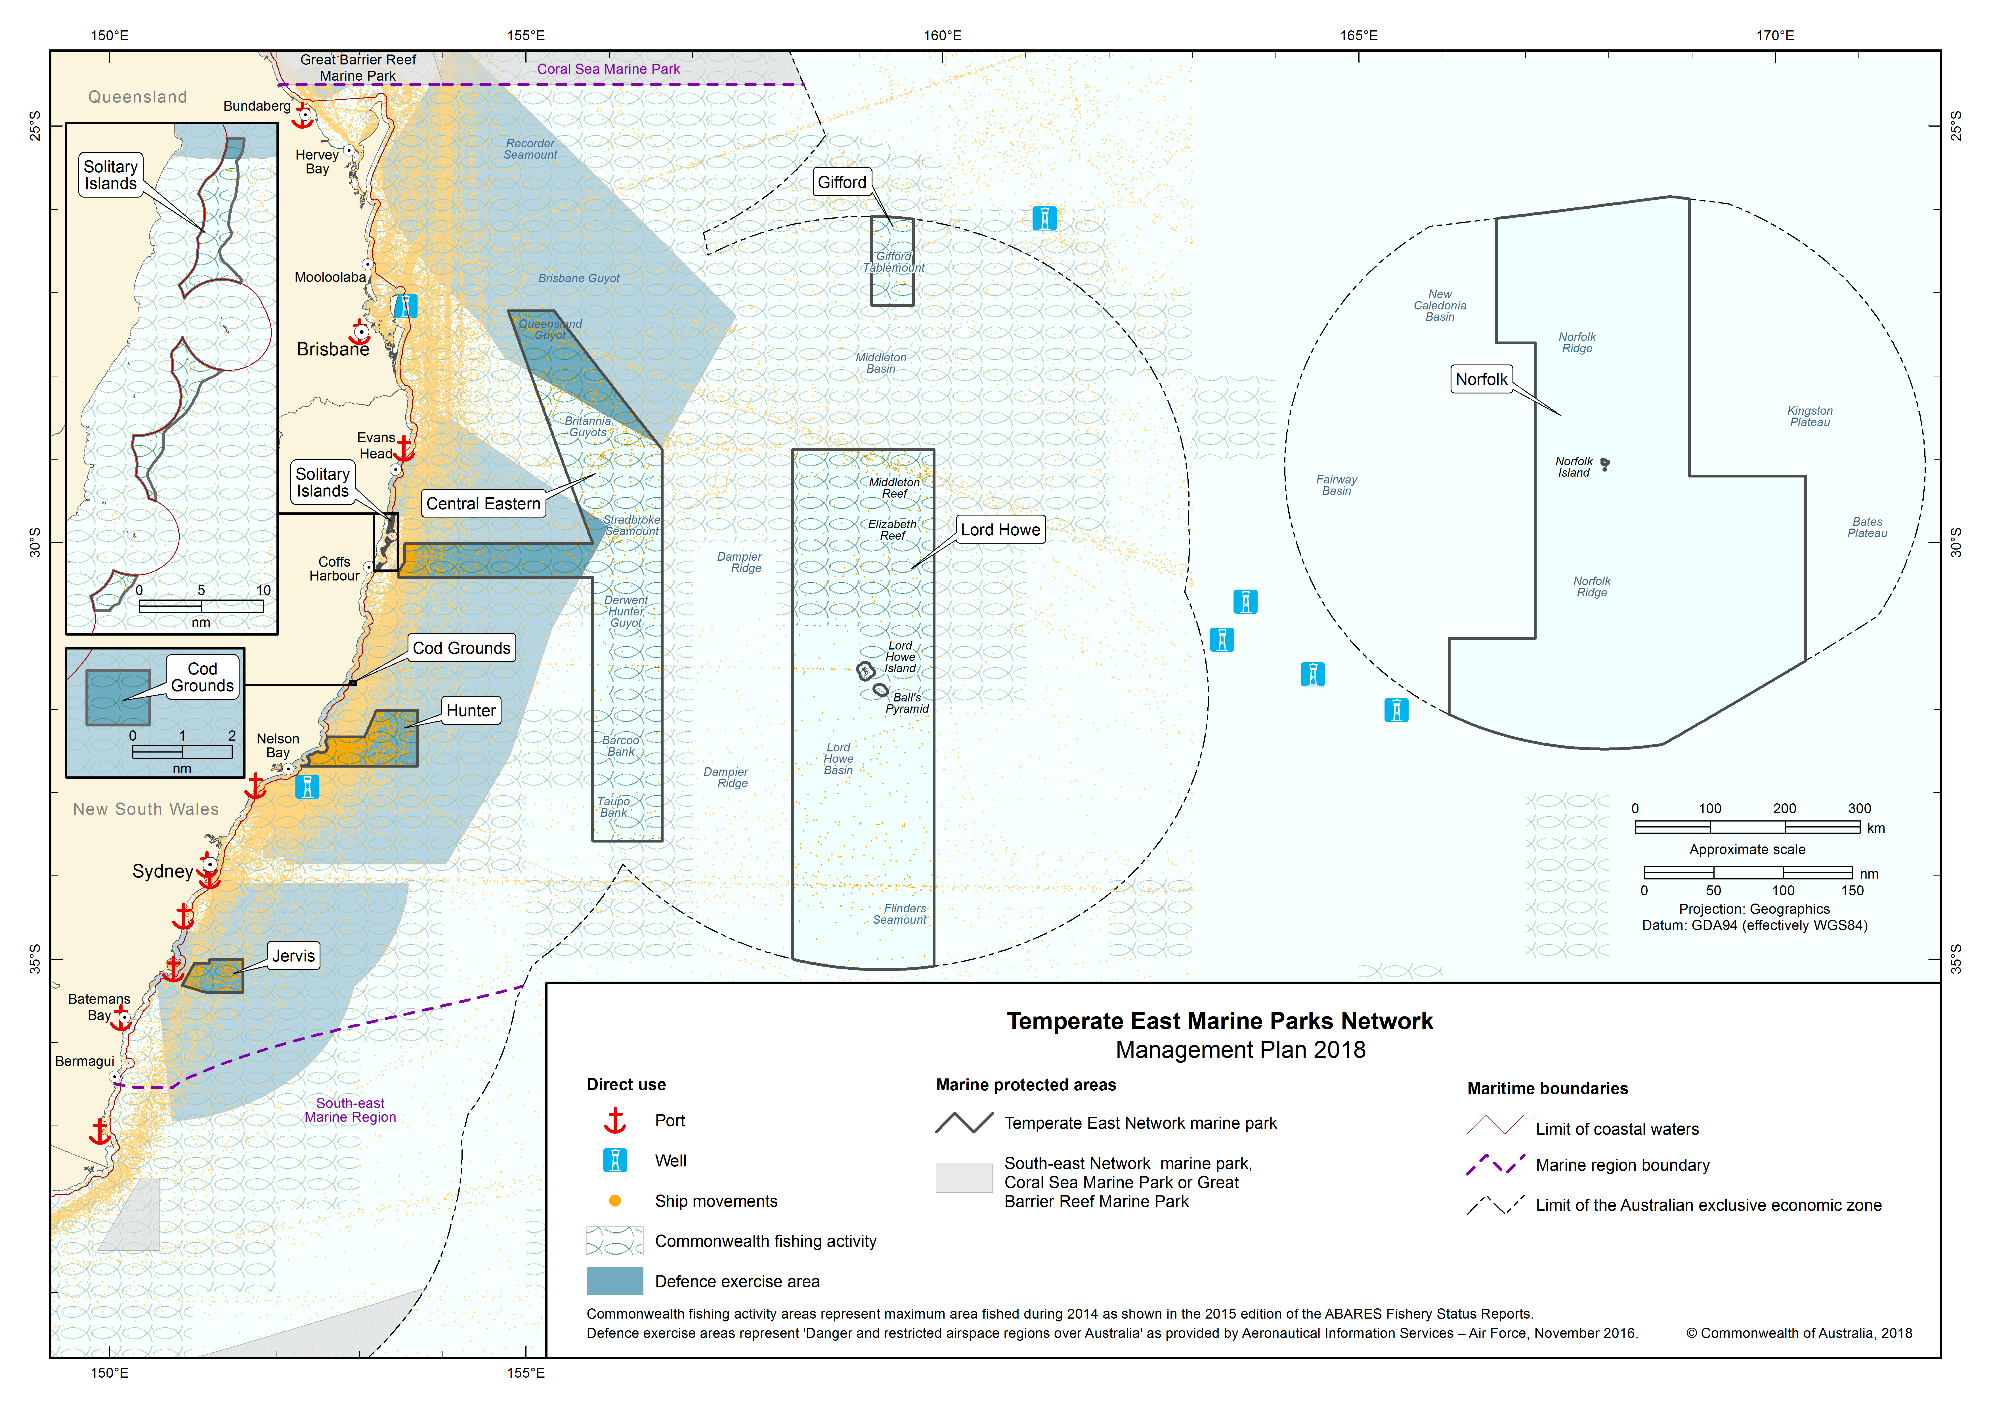 150°E
155°E
160°E
165°E
170°E
Great Barrier Reef
Marine Park
Coral Sea Marine Park
Queensland
Bundaberg
25°S
25°S
Hervey
Bay
Recorder
Seamount
Solitary
Islands
Gifford
Gifford
Tablemount
Mooloolaba
Brisbane Guyot
New
Caledonia
Basin
Queensland
Guyot
Brisbane
Middleton
Basin
Norfolk
Ridge
Norfolk
Britannia
Guyots
Kingston
Plateau
Evans
Head
Norfolk
Island
Solitary
Islands
Central Eastern
Middleton
Reef
Fairway
Basin
Stradbroke
Seamount
Elizabeth
Reef
Lord Howe
Bates
Plateau
30°S
30°S
Coffs
Harbour
Dampier
Ridge
Norfolk
Ridge
0 5 10
nm
Derwent
Hunter
Guyot
Cod Grounds
Lord
Howe
Island
Cod
Grounds
Ball's
Pyramid
Hunter
0 1 2
nm
Nelson
Bay
Barcoo
Bank
Lord
Howe
Basin
Dampier
Ridge
New South Wales
Taupo
Bank
0 100 200 300
km
Approximate scale
nm
0 50 100 150
Projection: Geographics
Datum: GDA94 (effectively WGS84)
Sydney
Flinders
Seamount
Jervis
35°S
35°S
Batemans
Bay
Bermagui
South-east
Marine Region
Temperate East Marine Parks Network
Management Plan 2018
Direct use
Port
Well
Ship movements
Commonwealth fishing activity
Defence exercise area
Marine protected areas
Temperate East Network marine park
South-east Network marine park,
Coral Sea Marine Park or Great
Barrier Reef Marine Park
Maritime boundaries
Limit of coastal waters
Marine region boundary
Limit of the Australian exclusive economic zone
Commonwealth fishing activity areas represent maximum area fished during 2014 as shown in the 2015 edition of the ABARES Fishery Status Reports.
Defence exercise areas represent 'Danger and restricted airspace regions over Australia' as provided by Aeronautical Information Services – Air Force, November 2016.
© Commonwealth of Australia, 2018
150°E
155°E